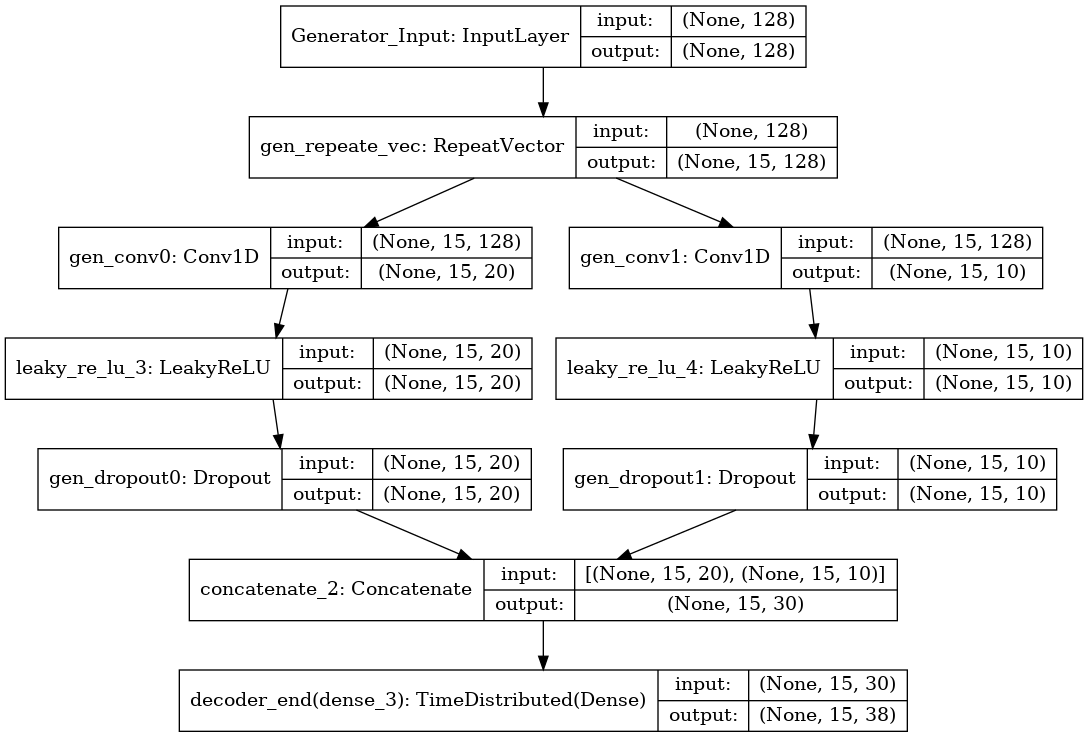 Generator_Input: InputLayer
input: (None, 128)
output: (None, 128)
gen_repeate_vec: RepeatVector
input: (None, 128)
output: (None, 15, 128)
gen_conv0: Conv1D
input: (None, 15, 128)
output: (None, 15, 20)
gen_conv1: Conv1D
input: (None, 15, 128)
output: (None, 15, 10)
leaky_re_lu_3: LeakyReLU
input: (None, 15, 20)
output: (None, 15, 20)
leaky_re_lu_4: LeakyReLU
input: (None, 15, 10)
output: (None, 15, 10)
gen_dropout0: Dropout
input: (None, 15, 20)
output: (None, 15, 20)
gen_dropout1: Dropout
input: (None, 15, 10)
output: (None, 15, 10)
concatenate_2: Concatenate
input: [(None, 15, 20), (None, 15, 10)]
output: (None, 15, 30)
decoder_end(dense_3): TimeDistributed(Dense)
input: (None, 15, 30)
output: (None, 15, 38)